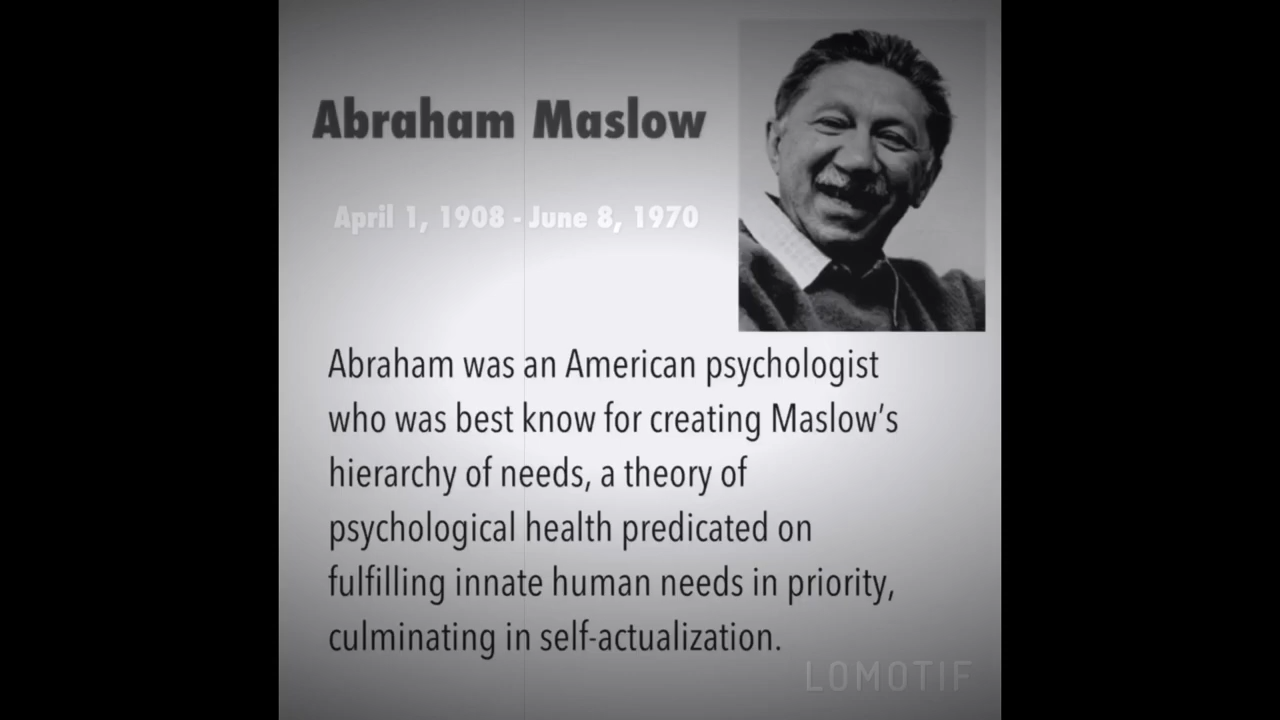 Abraham Maslow
April 1, 1908 - June 8, 1970
Abraham was an American psychologist
who was best know for creating Maslow's
hierarchy of needs, a theory of
psychological health predicated on
fulfilling innate human needs in priority,
culminating in self-actualization.
LOMOTIF